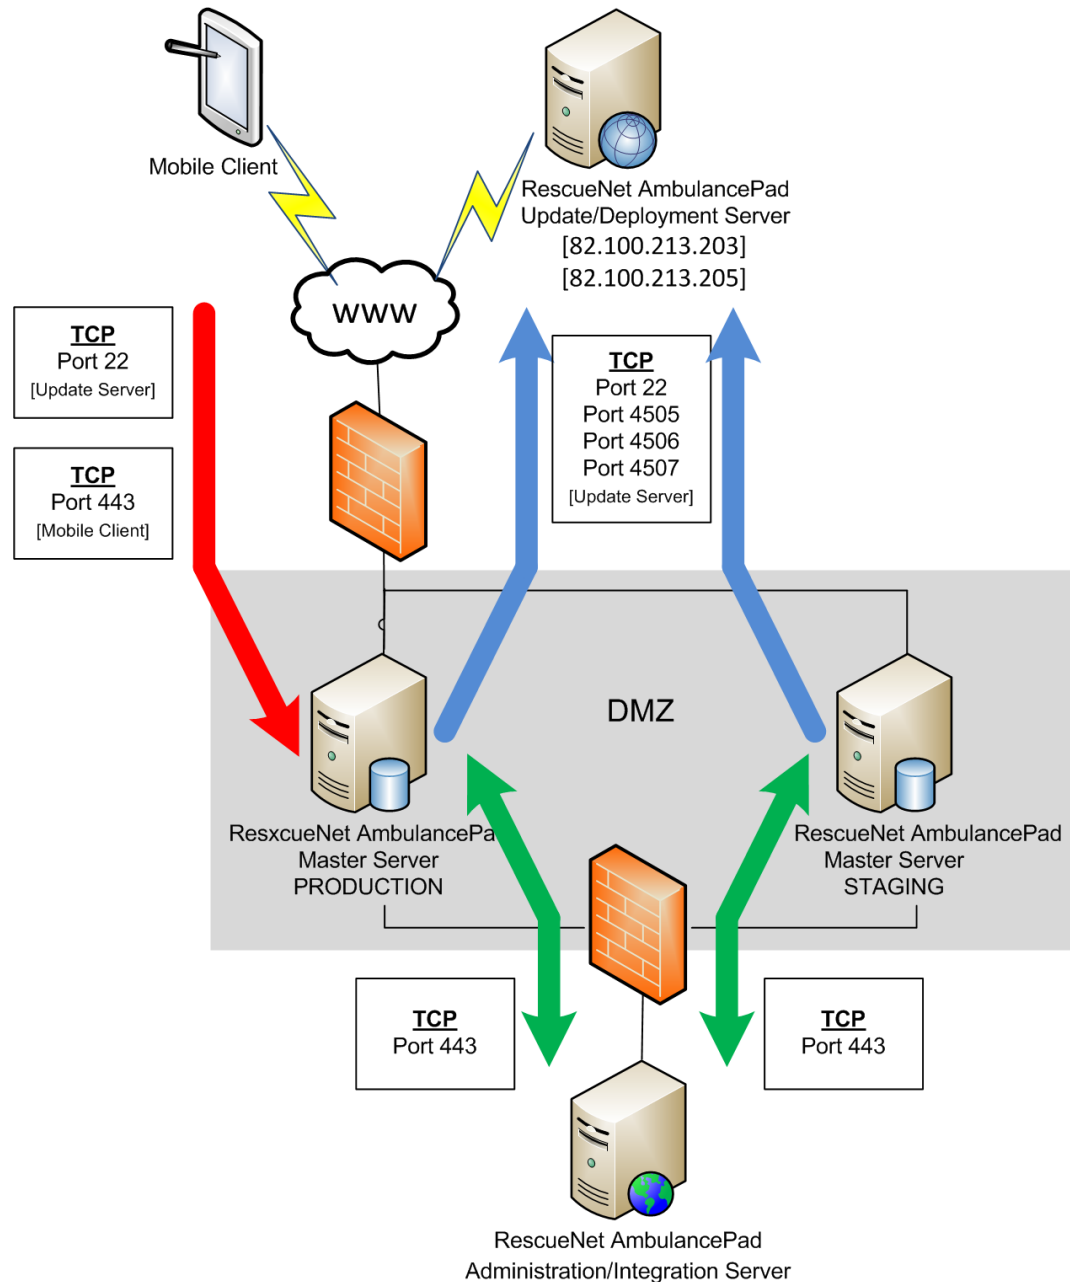 Mobile Client
RescueNet AmbulancePad
Update/Deployment Server
[82.100.213.203]
[82.100.213.205]
www
TCP
Port 22
[Update Server]
TCP
Port 443
[Mobile Client]
TCP
Port 22
Port 4505
Port 4506
Port 4507
[Update Server]
DMZ
ResxcueNet AmbulancePa
Master Server
PRODUCTION
RescueNet AmbulancePad
Master Server
STAGING
TCP
Port 443
TCP
Port 443
RescueNet AmbulancePad
Administration/Integration Server